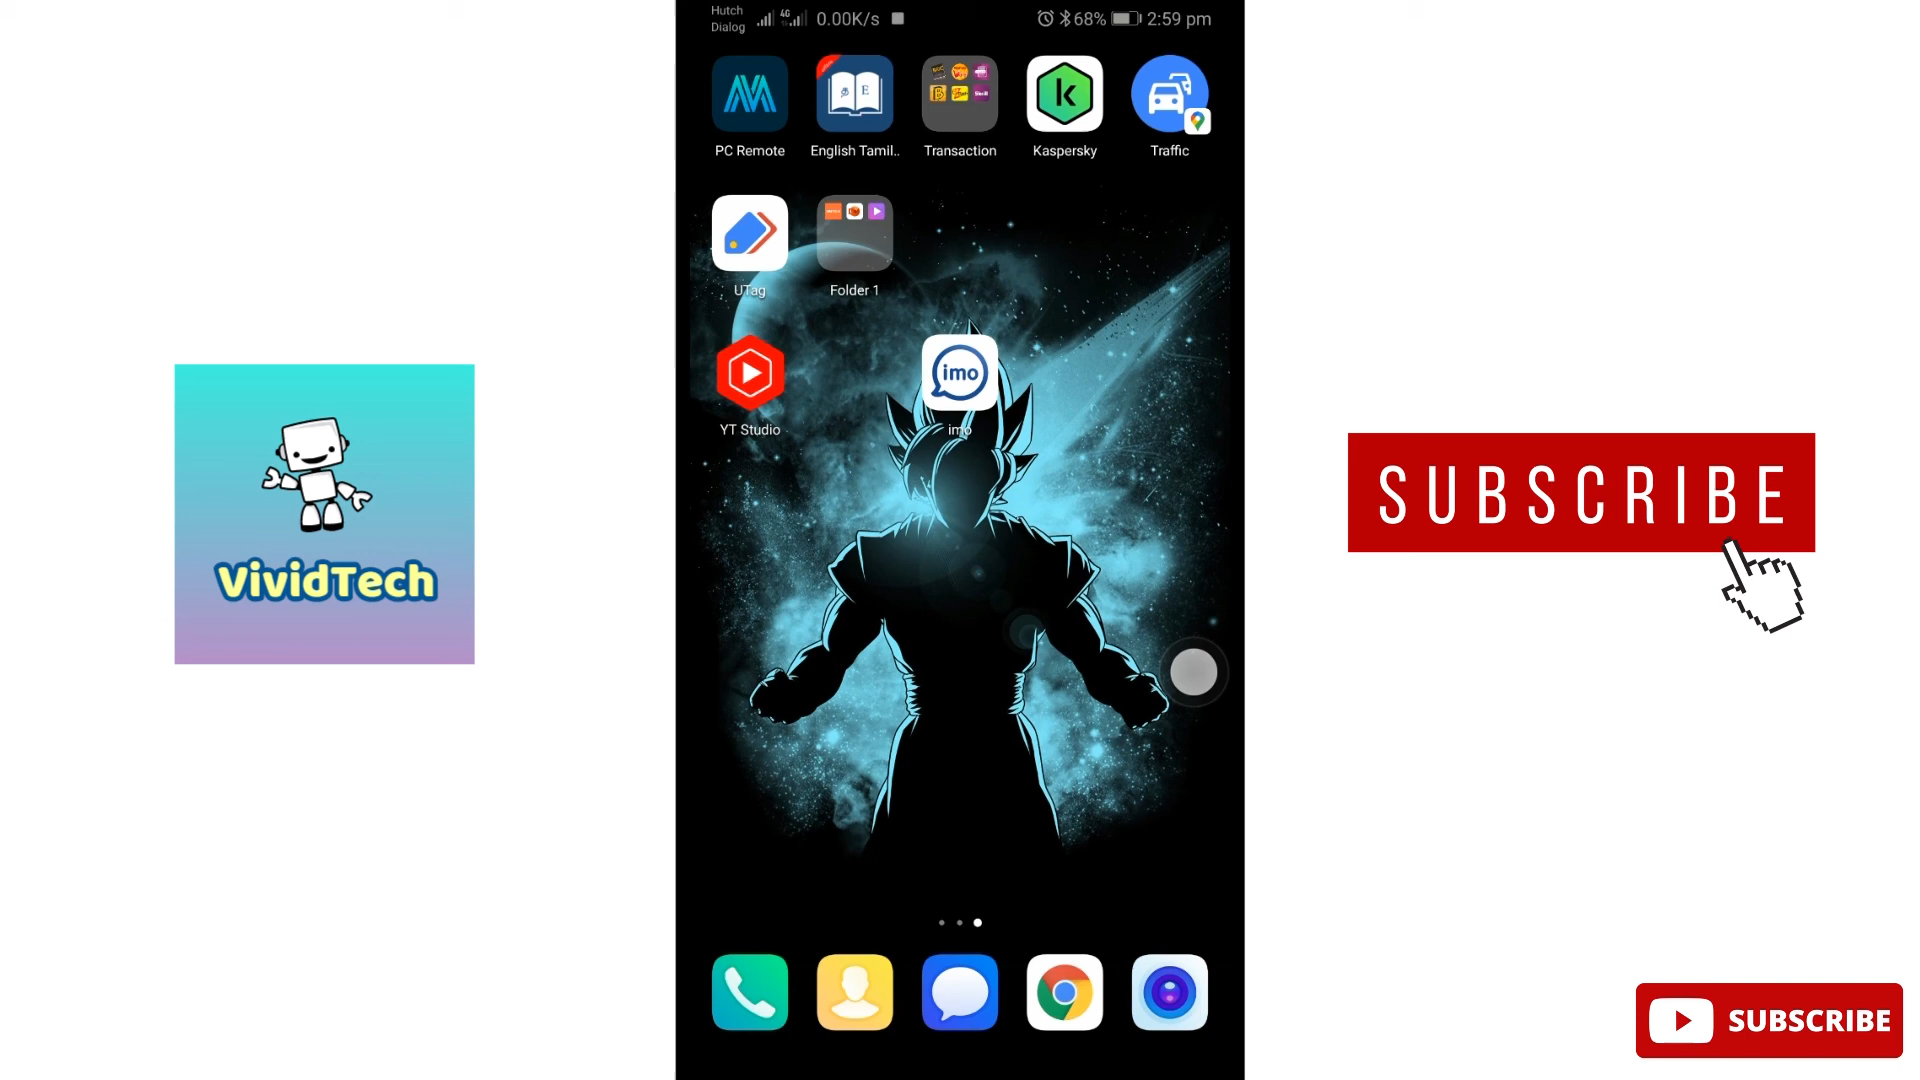 Hutch
Dialog
4G
0.00K/s
68%
2:59 pm
PC Remote
English Tamil..
Transaction
Kaspersky
Traffic
UTag
Folder 1
YT Studio
imo
imo
VividTech
SUBSCRIBE
SUBSCRIBE